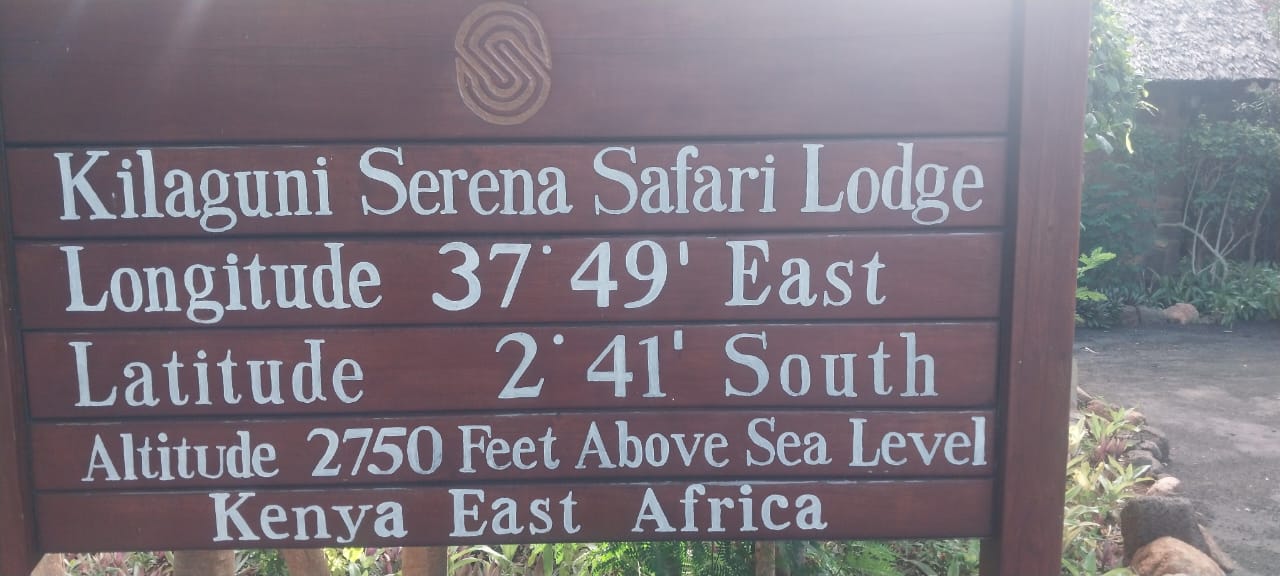 Kilaguni Serena Safari Lodge
Longitude 37° 49' East
Latitude 2° 41' South
Altitude 2750 Feet Above Sea Level
Kenya East Africa